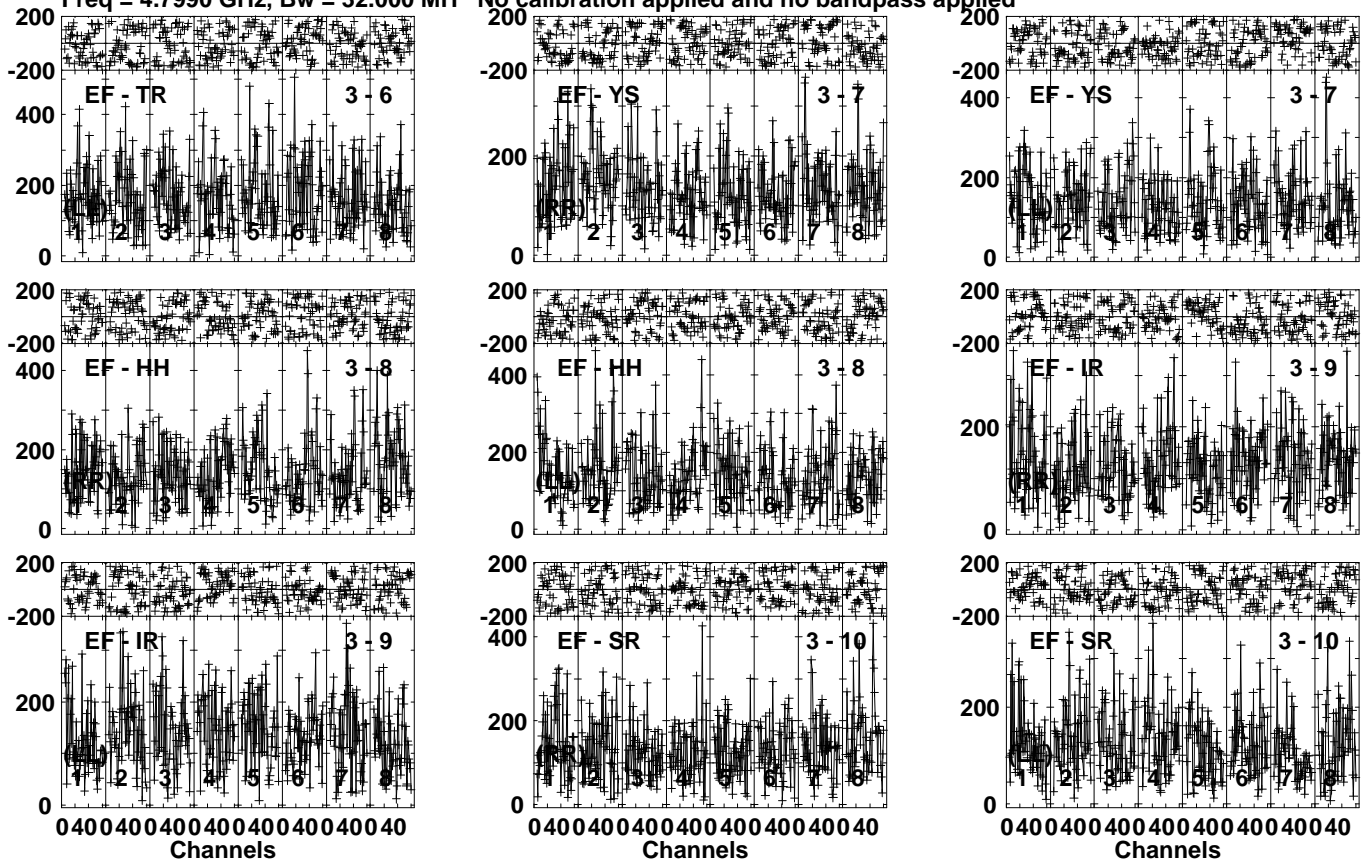 Freq = 4.7990 GHz, Bw = 32.000 MH No calibration applied and no bandpass applied
200 200 200
-200 -200 -200
EF - TR 3 - 6 EF - YS 3 - 7 EF - YS 3 - 7
400 400
200 200 200
(LL) (RR) (LL)
1 2 3 4 5 6 7 8 1 2 3 4 5 6 7 8 1 2 3 4 5 6 7 8
0 0 0
200 200 200
-200 -200 -200
EF - HH 3 - 8 EF - HH 3 - 8 EF - IR 3 - 9
400 400
200 200 200
(RR) (LL) (RR)
1 2 3 4 5 6 7 8 1 2 3 4 5 6 7 8 1 2 3 4 5 6 7 8
0 0 0
200 200 200
-200 -200 -200
EF - IR 3 - 9 EF - SR 3 - 10 EF - SR 3 - 10
400
200 200 200
(LL) (RR) (LL)
1 2 3 4 5 6 7 8 1 2 3 4 5 6 7 8 1 2 3 4 5 6 7 8
0 0 0
0 40 0 40 0 40 0 40 0 40 0 40 0 40 40 0 40 0 40 0 40 0 40 0 40 0 40 0 40 40 0 40 0 40 0 40 0 40 0 40 0 40 0 40 40
Channels Channels Channels